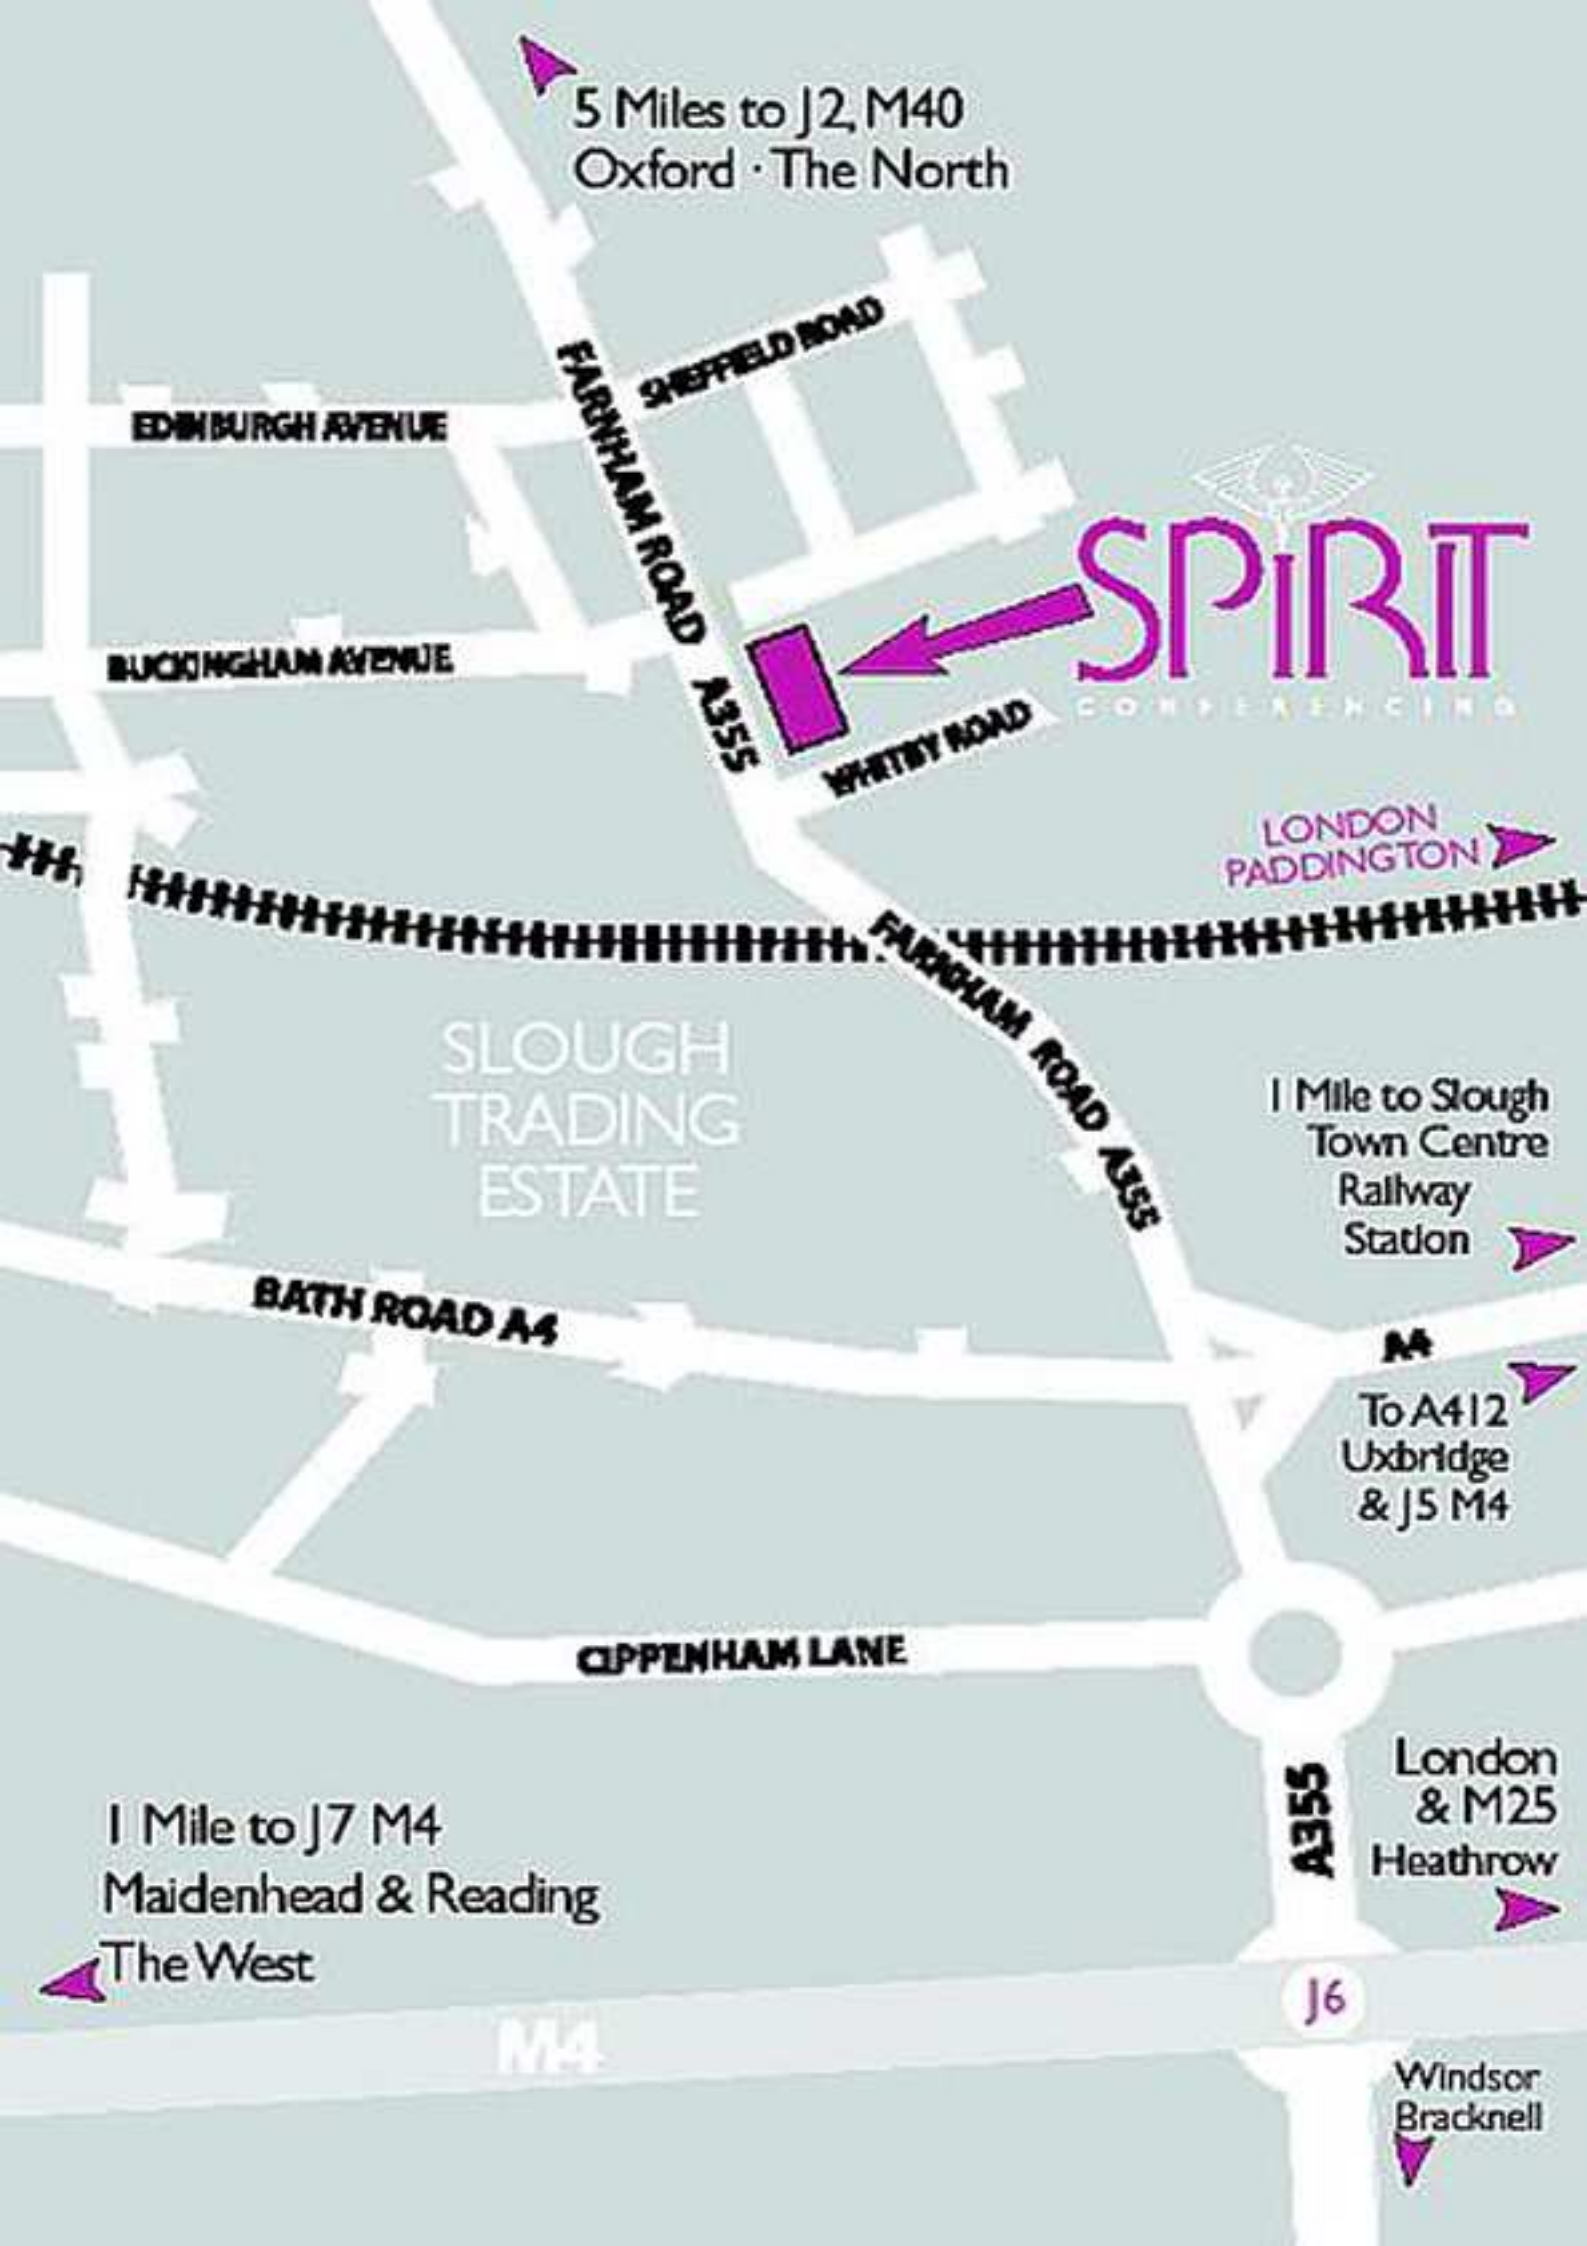 5 Miles to J2, M40
Oxford · The North
SHEFFIELD ROAD
FARNHAM ROAD A355
EDINBURGH AVENUE
SPIRIT
CONFERENCING
BUCKINGHAM AVENUE
WHITBY ROAD
LONDON
PADDINGTON
FARNHAM ROAD A355
SLOUGH
TRADING
ESTATE
1 Mile to Slough
Town Centre
Railway
Station
BATH ROAD A4
A4
To A412
Uxbridge
& J5 M4
CIPPENHAM LANE
A355
London
& M25
Heathrow
1 Mile to J7 M4
Maidenhead & Reading
The West
J6
M4
Windsor
Bracknell